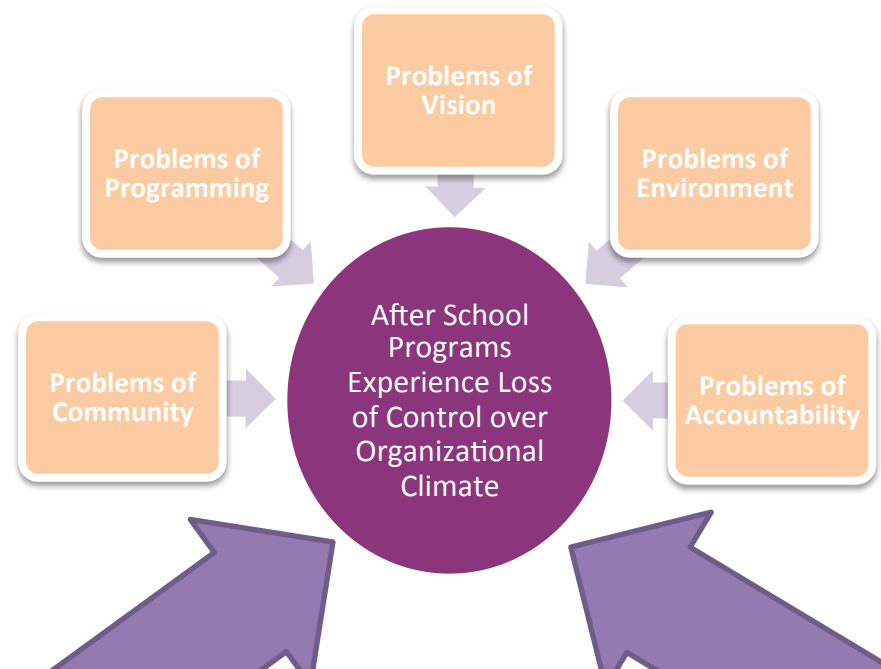 Problems of
Vision
Problems of
Programming
Problems of
Environment
Problems of
Community
After School
Programs
Experience Loss
of Control over
Organizational
Climate
Problems of
Accountability